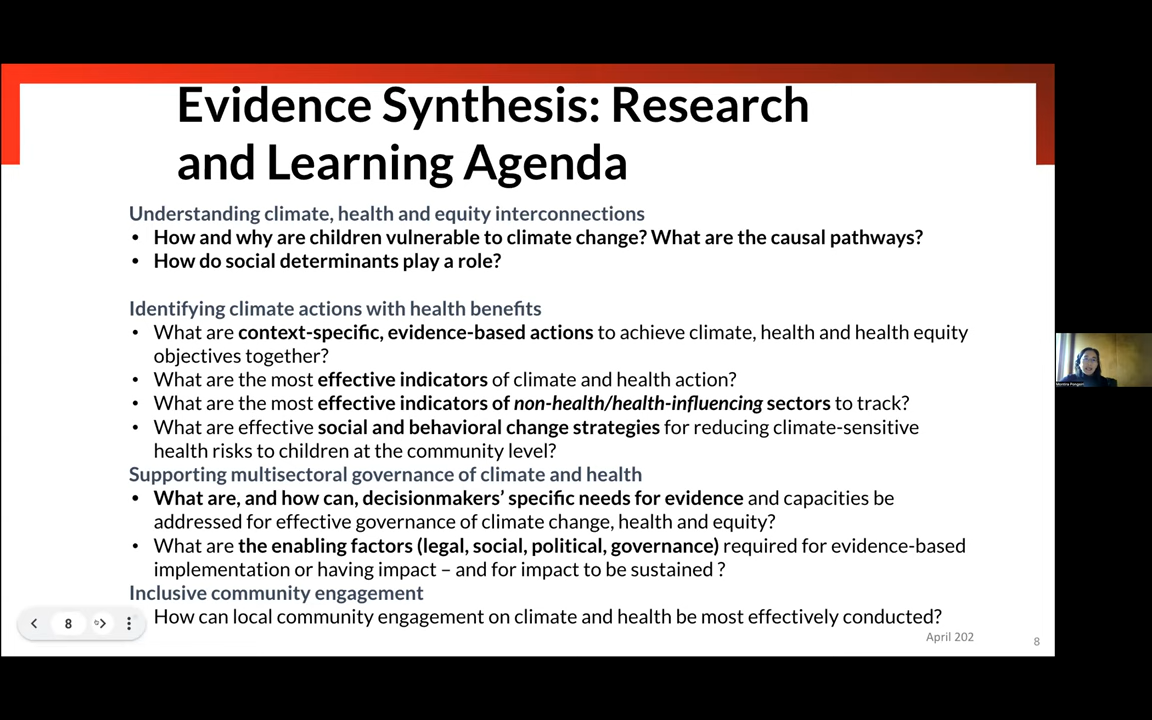 Evidence Synthesis: Research
and Learning Agenda
Understanding climate, health and equity interconnections
• How and why are children vulnerable to climate change? What are the causal pathways?
• How do social determinants play a role?
Identifying climate actions with health benefits
• What are context-specific, evidence-based actions to achieve climate, health and health equity
objectives together?
• What are the most effective indicators of climate and health action?
• What are the most effective indicators of non-health/health-influencing sectors to track?
• What are effective social and behavioral change strategies for reducing climate-sensitive
health risks to children at the community level?
Supporting multisectoral governance of climate and health
• What are, and how can, decisionmakers’ specific needs for evidence and capacities be
addressed for effective governance of climate change, health and equity?
• What are the enabling factors (legal, social, political, governance) required for evidence-based
implementation or having impact – and for impact to be sustained ?
Inclusive community engagement
How can local community engagement on climate and health be most effectively conducted?
8
April 202
8